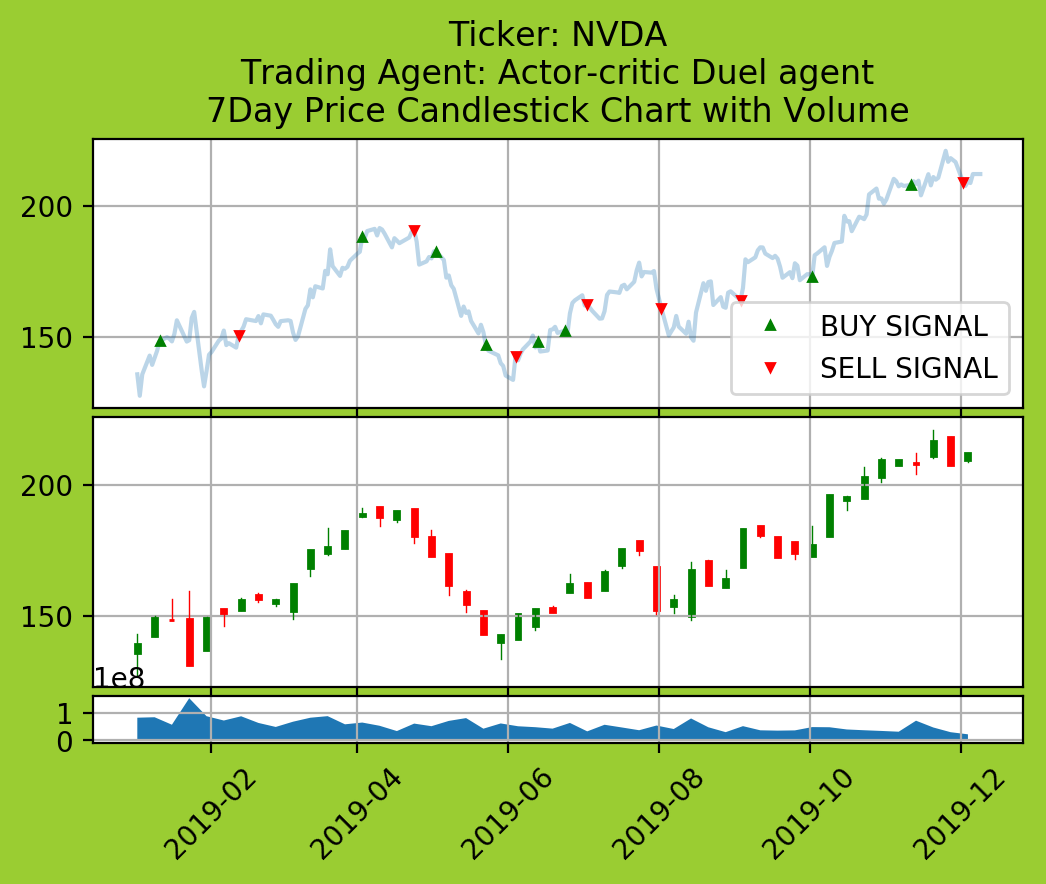 Ticker: NVDA
Trading Agent: Actor-critic Duel agent
7Day Price Candlestick Chart with Volume
200
150
BUY SIGNAL
SELL SIGNAL
200
150
1e8
1
0
2019-02
2019-04
2019-06
2019-08
2019-10
2019-12